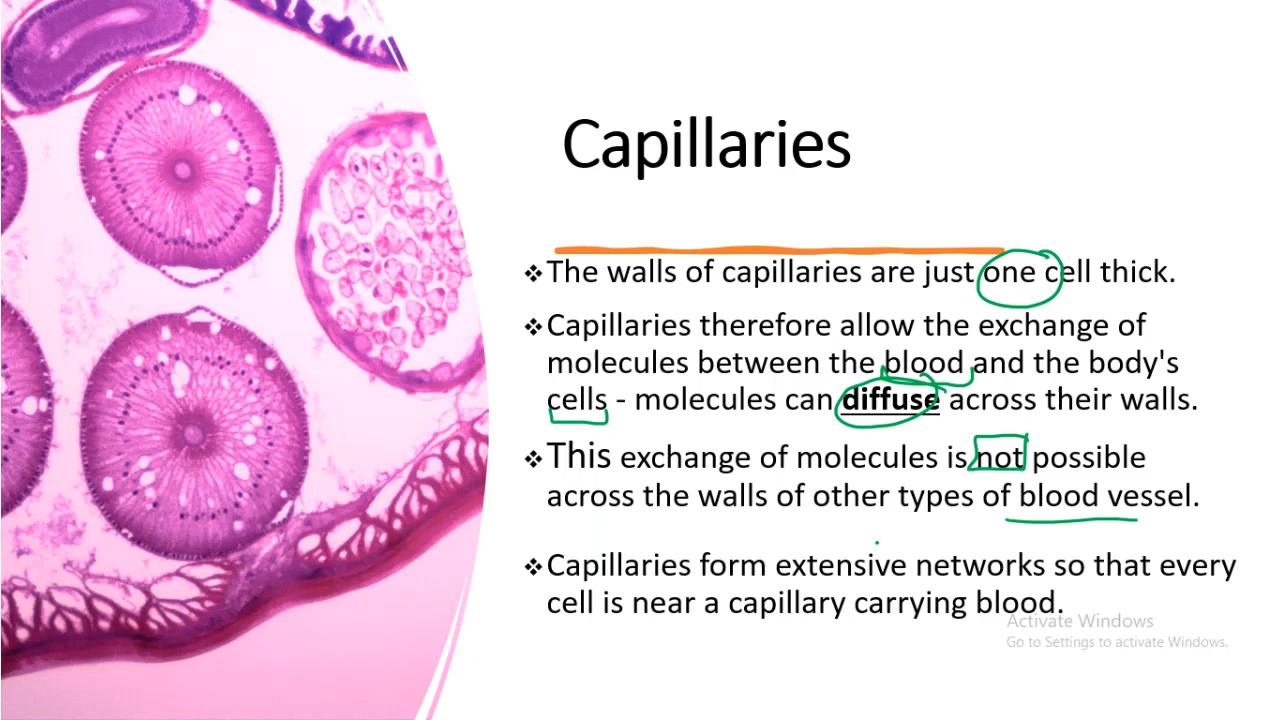 Capillaries
❖The walls of capillaries are just one cell thick.
❖Capillaries therefore allow the exchange of
molecules between the blood and the body's
cells - molecules can diffuse across their walls.
❖This exchange of molecules is not possible
across the walls of other types of blood vessel.
❖Capillaries form extensive networks so that every
cell is near a capillary carrying blood.
Activate Windows
Go to Settings to activate Windows.